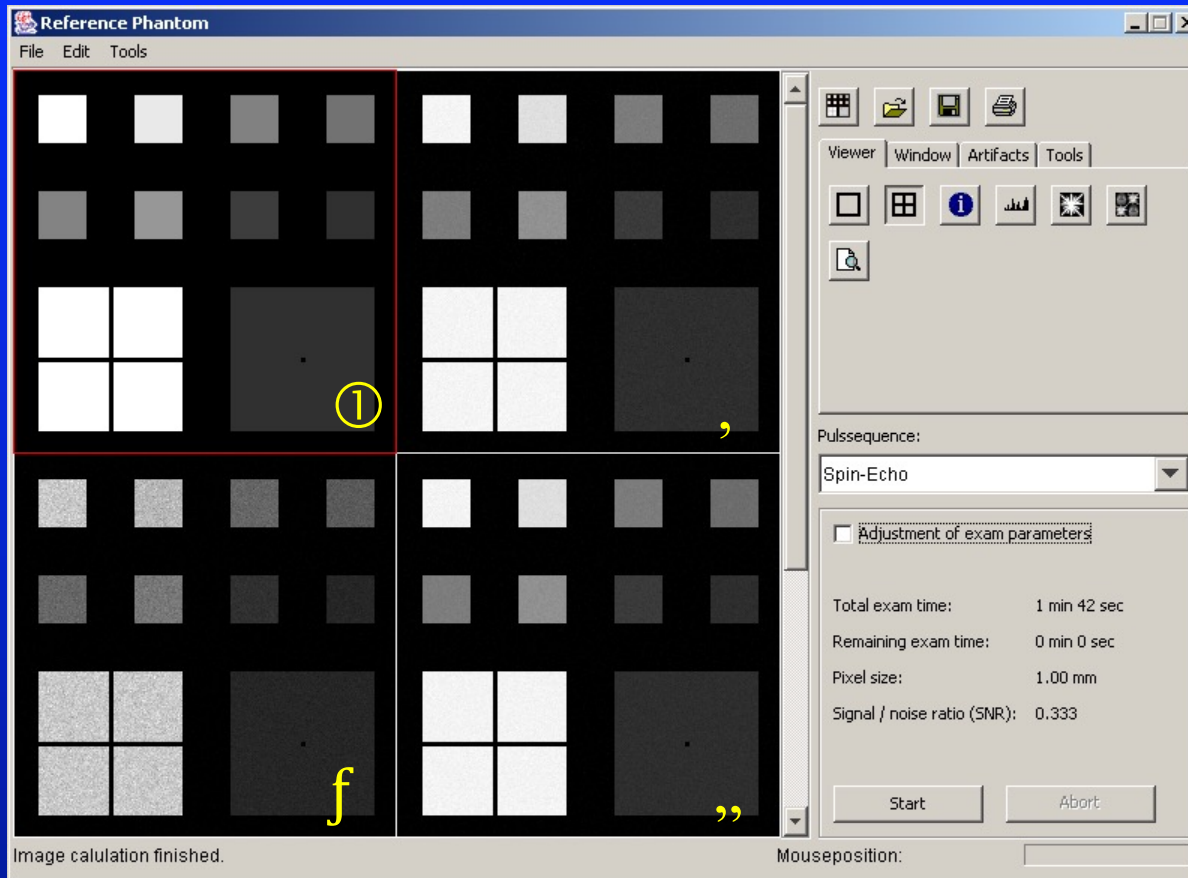 Reference Phantom
File Edit Tools
①
‚
ƒ
„
Viewer Window Artifacts Tools
Pulssequence:
Spin-Echo
Adjustment of exam parameters
Total exam time: 1 min 42 sec
Remaining exam time: 0 min 0 sec
Pixel size: 1.00 mm
Signal / noise ratio (SNR): 0.333
Start Abort
Image calulation finished. Mouseposition: